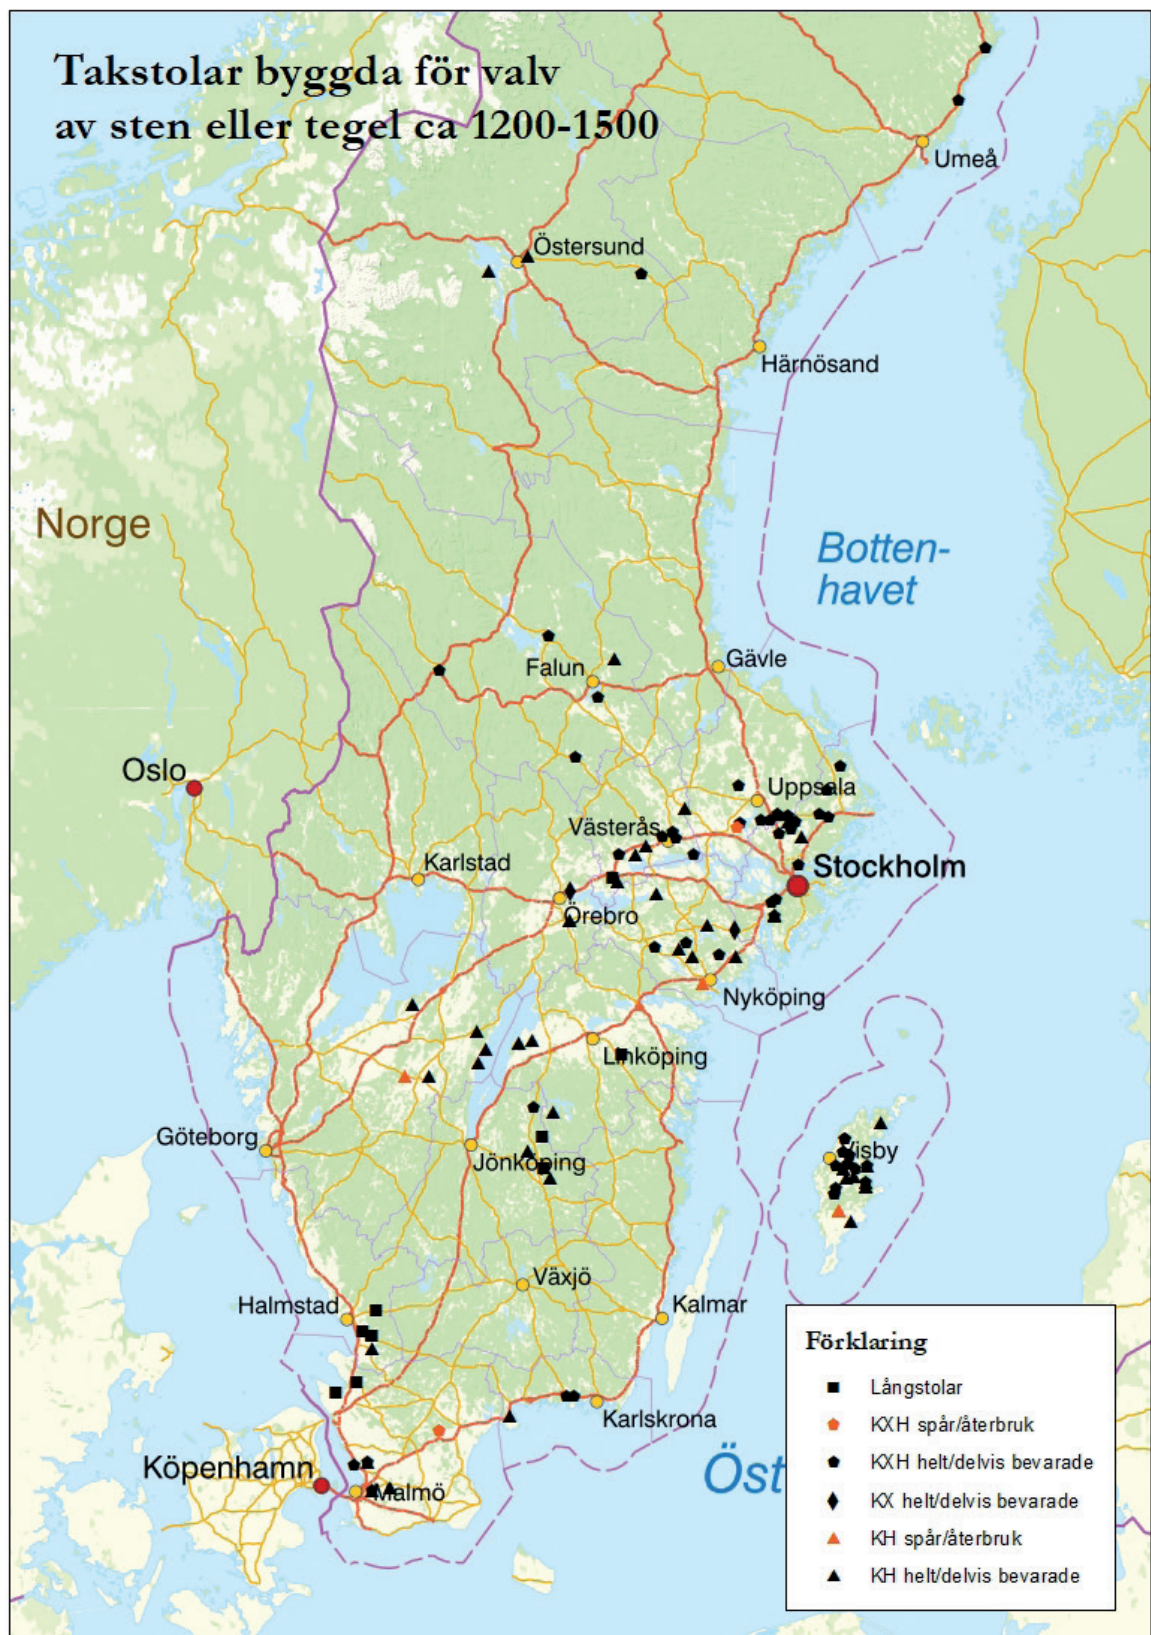 Takstolar byggda för valv
av sten eller tegel ca 1200-1500
Umeå
Östersund
Härnösand
Norge
Botten-
havet
Falun
Gävle
Oslo
Uppsala
Västerås
Karlstad
Stockholm
Örebro
Nyköping
Linköping
Göteborg
Jönköping
Visby
Växjö
Halmstad
Kalmar
Karlskrona
Köpenhamn
Malmö
Öst
Förklaring
Långstolar
KXH spår/återbruk
KXH helt/delvis bevarade
KX helt/delvis bevarade
KH spår/återbruk
KH helt/delvis bevarade